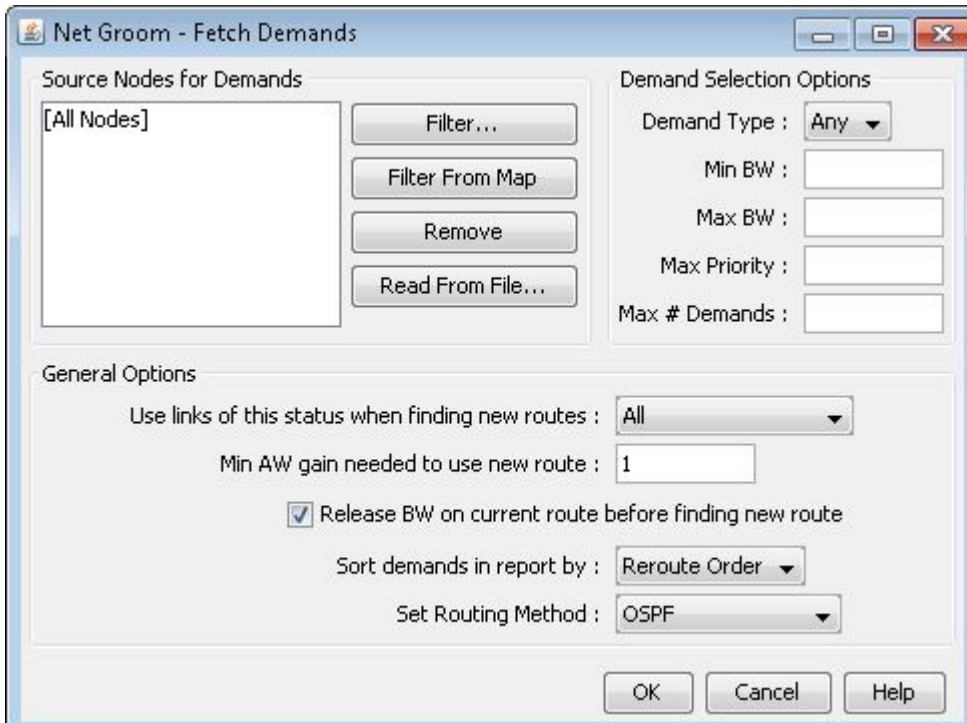 Net Groom - Fetch Demands
Source Nodes for Demands
[All Nodes]
Filter...
Filter From Map
Remove
Read From File...
Demand Selection Options
Demand Type : Any
Min BW :
Max BW :
Max Priority :
Max # Demands :
General Options
Use links of this status when finding new routes : All
Min AW gain needed to use new route : 1
Release BW on current route before finding new route
Sort demands in report by : Reroute Order
Set Routing Method : OSPF
OK Cancel Help